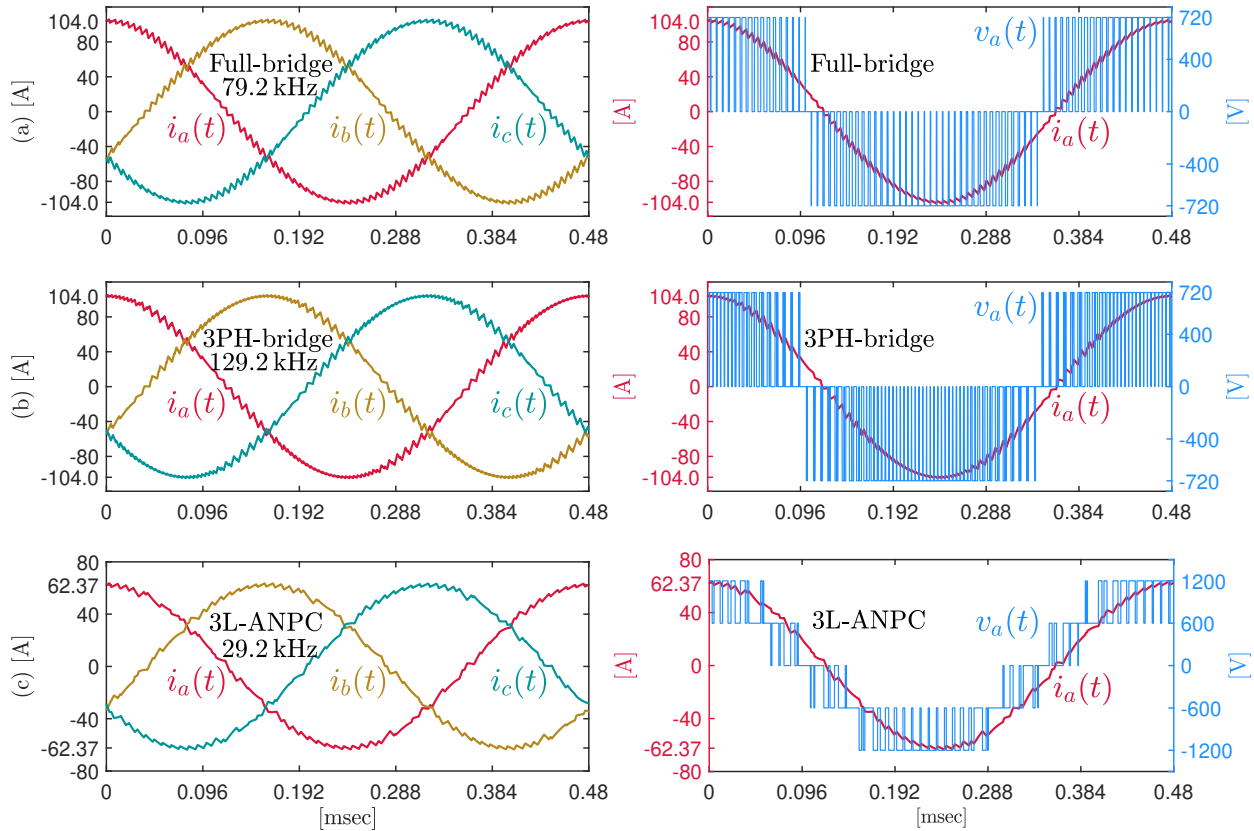 (a) [A]
104.0
80
40
0
-40
-80
-104.0
Full-bridge
79.2 kHz
i_a(t)
i_b(t)
i_c(t)
0 0.096 0.192 0.288 0.384 0.48
[A]
104.0
80
40
0
-40
-80
-104.0
Full-bridge
v_a(t)
i_a(t)
720
400
0
-400
-720
[V]
0 0.096 0.192 0.288 0.384 0.48
(b) [A]
104.0
80
40
0
-40
-80
-104.0
3PH-bridge
129.2 kHz
i_a(t)
i_b(t)
i_c(t)
0 0.096 0.192 0.288 0.384 0.48
[A]
104.0
80
40
0
-40
-80
-104.0
3PH-bridge
v_a(t)
i_a(t)
720
400
0
-400
-720
[V]
0 0.096 0.192 0.288 0.384 0.48
(c) [A]
80
62.37
40
0
-40
-62.37
-80
3L-ANPC
29.2 kHz
i_a(t)
i_b(t)
i_c(t)
0 0.096 0.192 0.288 0.384 0.48
[msec]
[A]
80
62.37
40
0
-40
-62.37
-80
3L-ANPC
v_a(t)
i_a(t)
1200
600
0
-600
-1200
[V]
0 0.096 0.192 0.288 0.384 0.48
[msec]